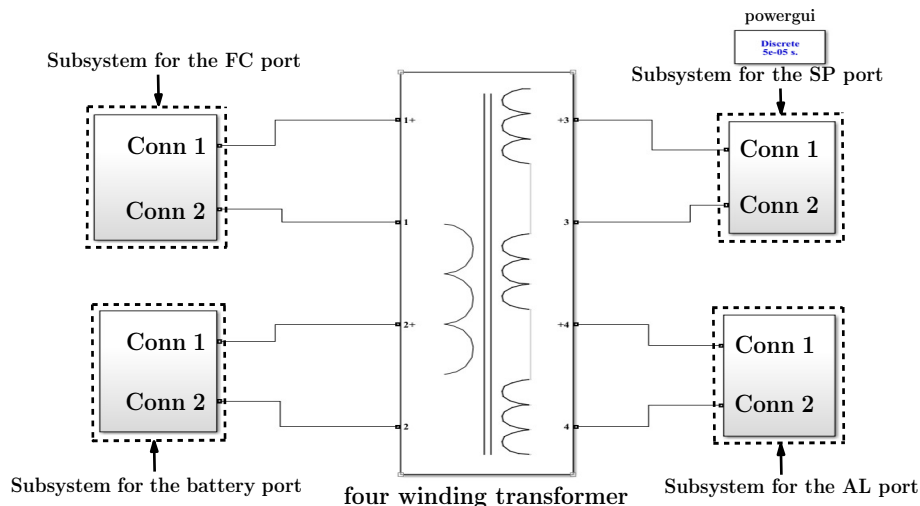 powergui
Discrete
5e-05 s.
Subsystem for the FC port
Subsystem for the SP port
Conn 1
Conn 2
1+
1
2+
2
+3
3
+4
4
Conn 1
Conn 2
Conn 1
Conn 2
Conn 1
Conn 2
Subsystem for the battery port
four winding transformer
Subsystem for the AL port